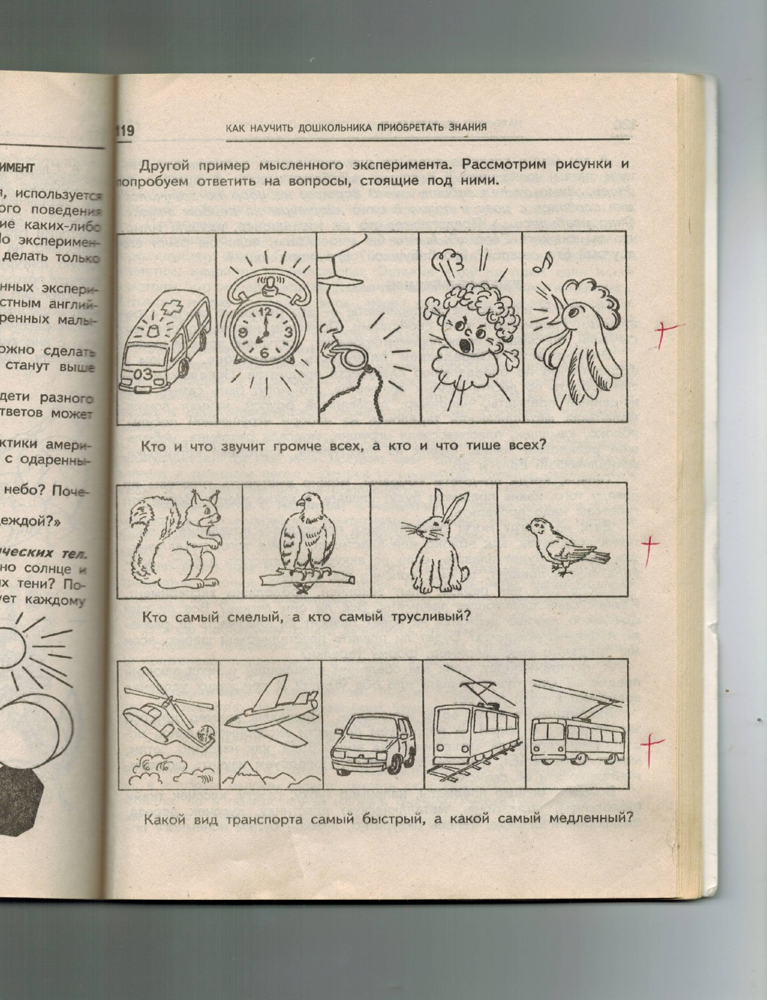 ИМЕНТ
я, используется
ого поведения
ие каких-либо
о эксперимен-
делать только
нных экспери-
стным англий-
ренных малы-
ожно сделать
станут выше
дети разного
тветов может
ктики амери-
с одаренны-
небо? Поче-
еждой?»
ических тел.
но солнце и
их тени? По-
ует каждому
119
КАК НАУЧИТЬ ДОШКОЛЬНИКА ПРИОБРЕТАТЬ ЗНАНИЯ
Другой пример мысленного эксперимента. Рассмотрим рисунки и
попробуем ответить на вопросы, стоящие под ними.
03
12
9
3
6
Кто и что звучит громче всех, а кто и что тише всех?
Кто самый смелый, а кто самый трусливый?
Какой вид транспорта самый быстрый, а какой самый медленный?